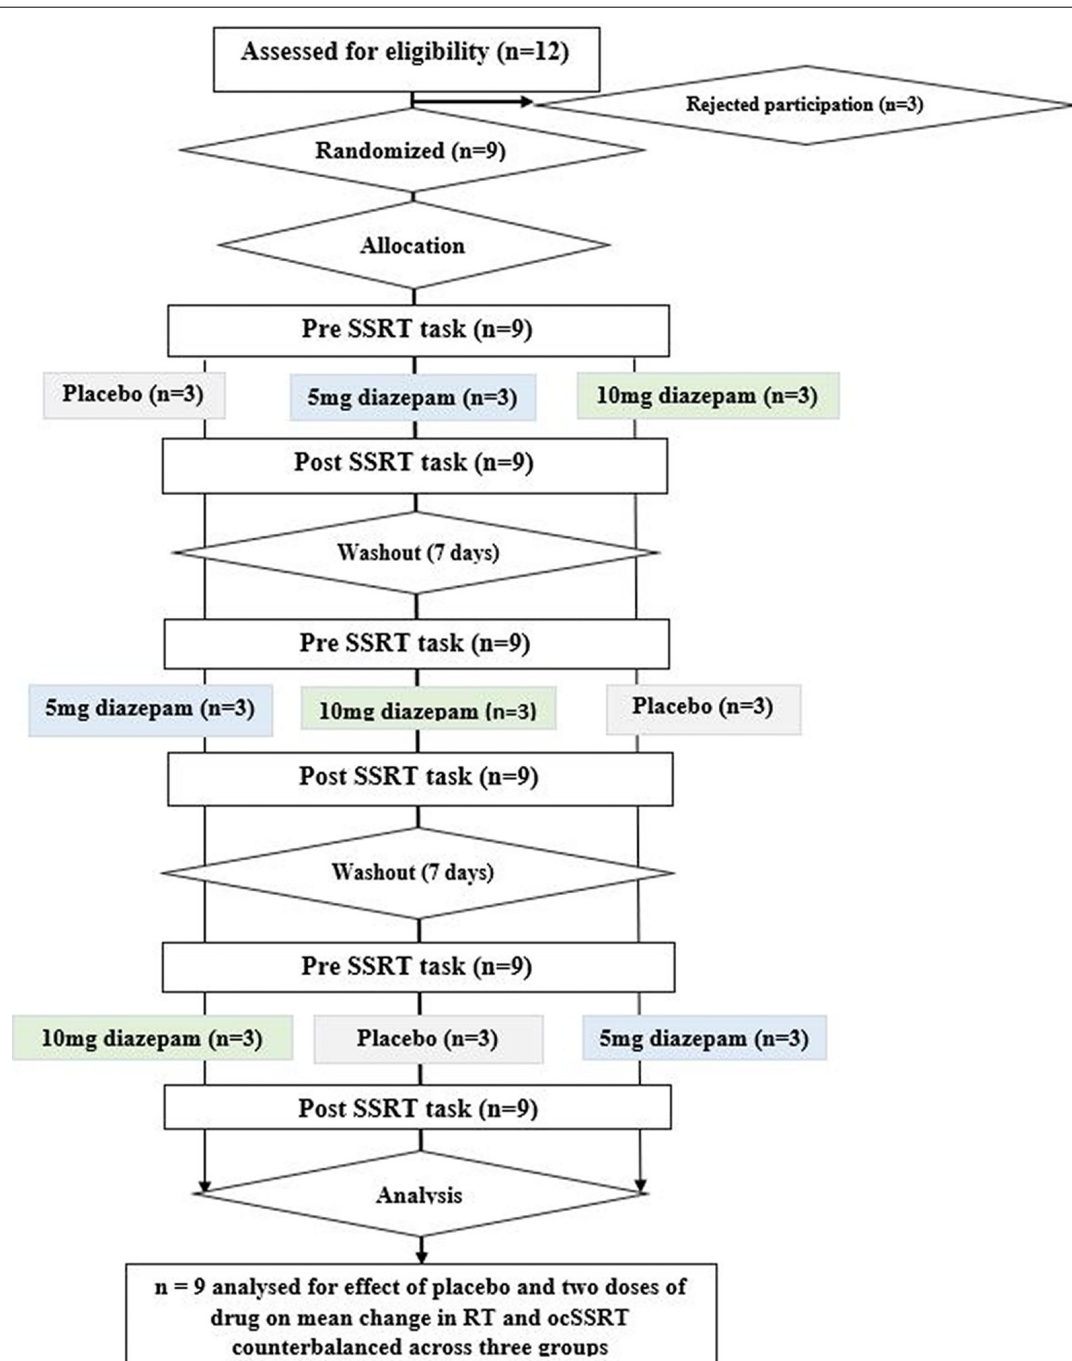 Assessed for eligibility (n=12)
Rejected participation (n=3)
Randomized (n=9)
Allocation
Pre SSRT task (n=9)
Placebo (n=3)
5mg diazepam (n=3)
10mg diazepam (n=3)
Post SSRT task (n=9)
Washout (7 days)
Pre SSRT task (n=9)
5mg diazepam (n=3)
10mg diazepam (n=3)
Placebo (n=3)
Post SSRT task (n=9)
Washout (7 days)
Pre SSRT task (n=9)
10mg diazepam (n=3)
Placebo (n=3)
5mg diazepam (n=3)
Post SSRT task (n=9)
Analysis
n = 9 analysed for effect of placebo and two doses of
drug on mean change in RT and ocSSRT
counterbalanced across three groups